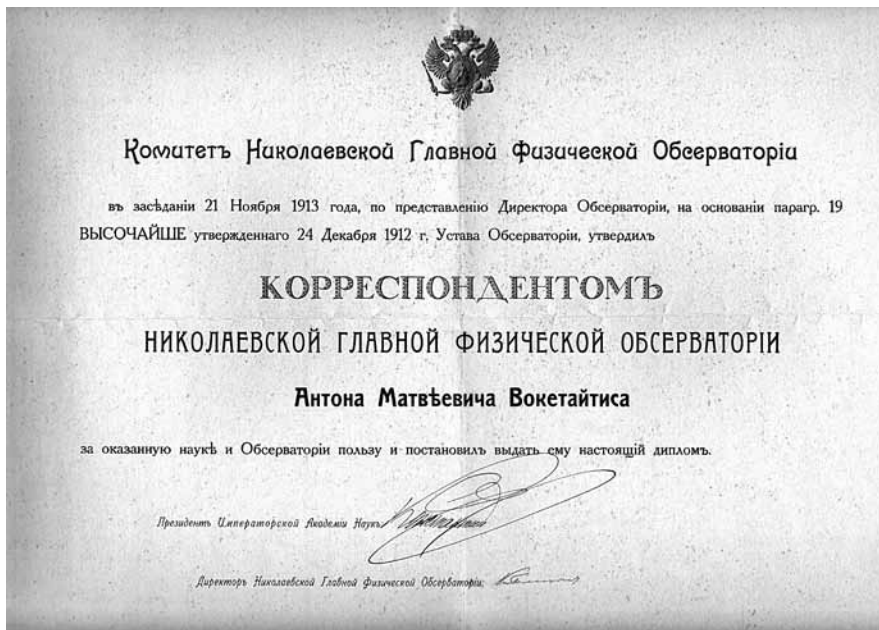 Комитетъ Николаевской Главной Физической Обсерваторіи
въ засѣданіи 21 Ноября 1913 года, по представленію Директора Обсерваторіи, на основаніи парагр. 19
ВЫСОЧАЙШЕ утвержденнаго 24 Декабря 1912 г. Устава Обсерваторіи, утвердилъ
КОРРЕСПОНДЕНТОМЪ
НИКОЛАЕВСКОЙ ГЛАВНОЙ ФИЗИЧЕСКОЙ ОБСЕРВАТОРІИ
Антона Матвѣевича Вокетайтиса
за оказанную наукѣ и Обсерваторіи пользу и постановилъ выдать ему настоящій дипломъ.
Президентъ Императорской Академіи Наукъ
Директоръ Николаевской Главной Физической Обсерваторіи: